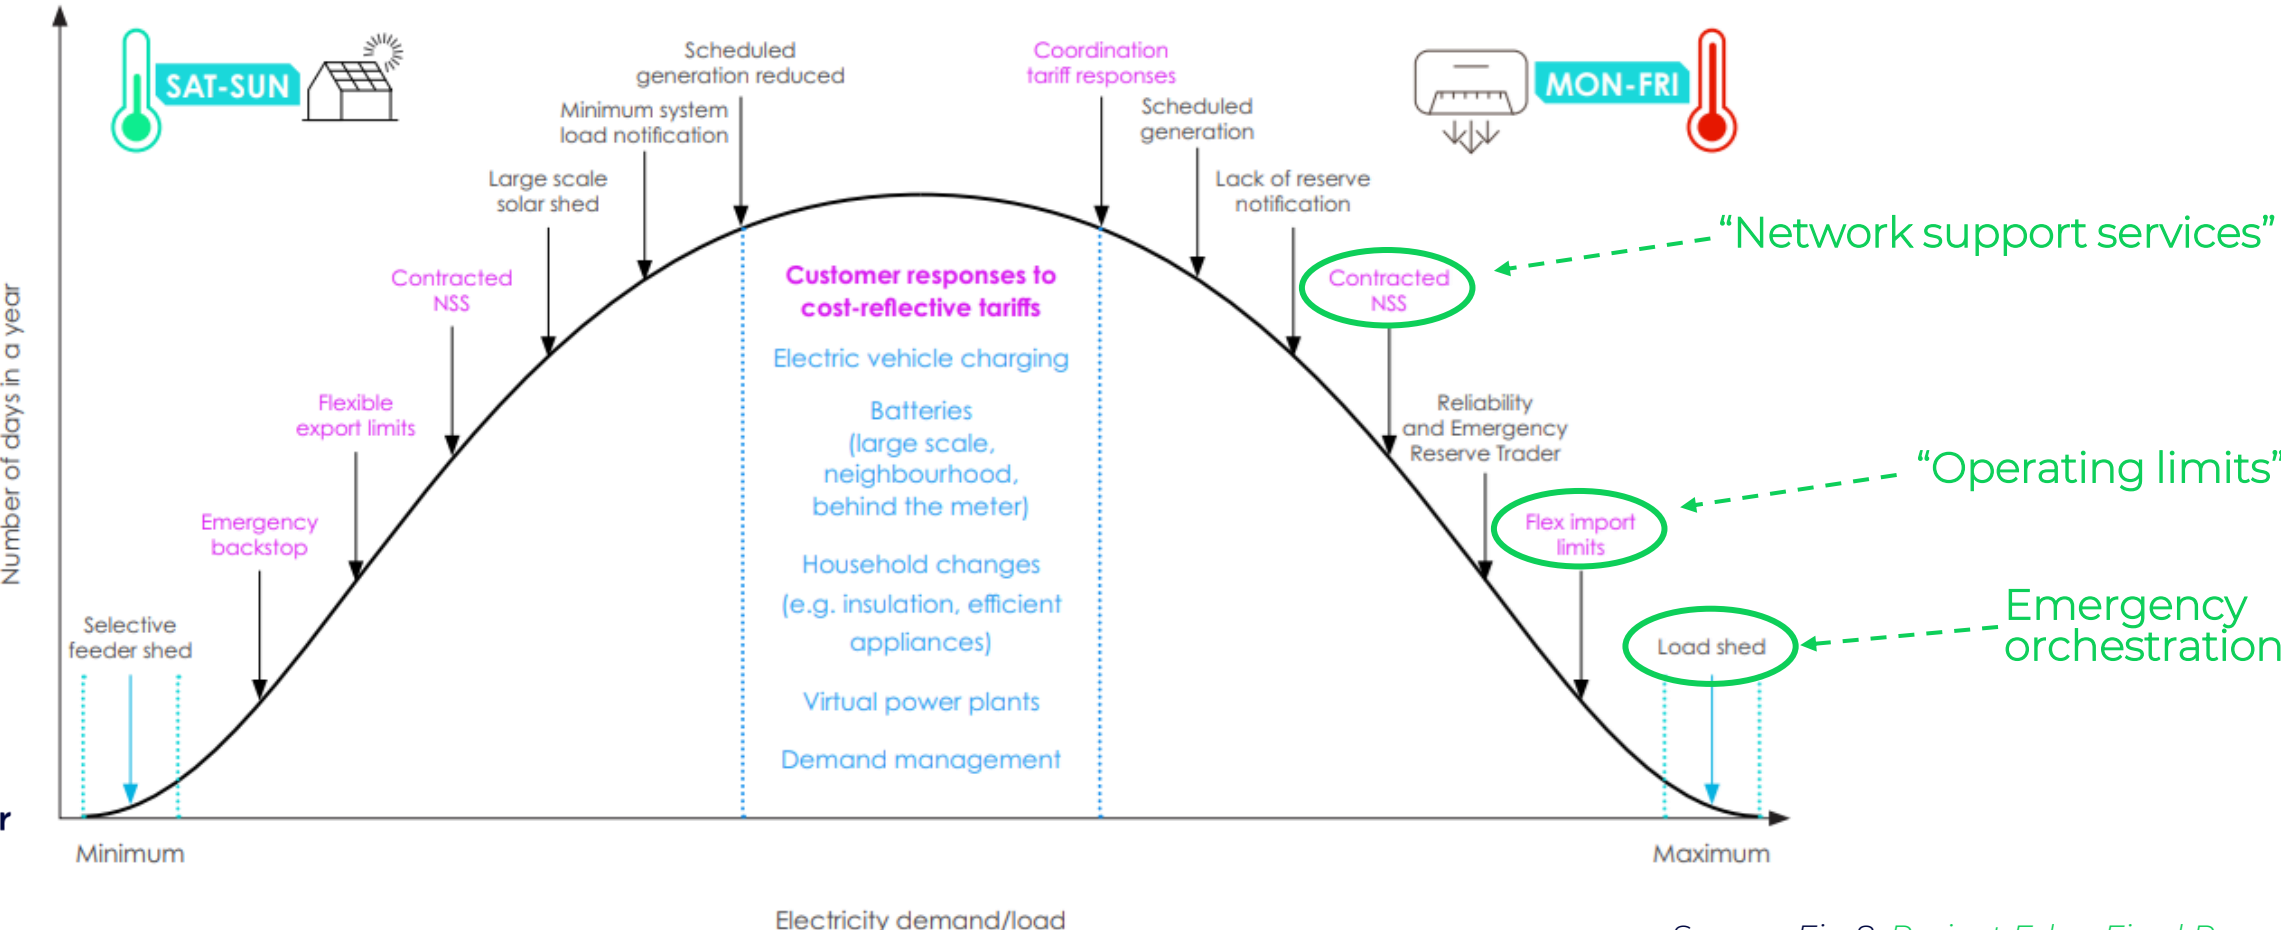 SAT-SUN
Scheduled
generation reduced
Coordination
tariff responses
MON-FRI
Minimum system
load notification
Scheduled
generation
Large scale
solar shed
Lack of reserve
notification
“Network support services”
Contracted
NSS
Customer responses to
cost-reflective tariffs
Contracted
NSS
Electric vehicle charging
Flexible
export limits
Batteries
(large scale,
neighbourhood,
behind the meter)
Reliability
and Emergency
Reserve Trader
“Operating limits”
Emergency
backstop
Flex import
limits
Household changes
(e.g. insulation, efficient
appliances)
Emergency
orchestration
Selective
feeder shed
Load shed
Virtual power plants
Demand management
Number of days in a year
r
Minimum
Maximum
Electricity demand/load